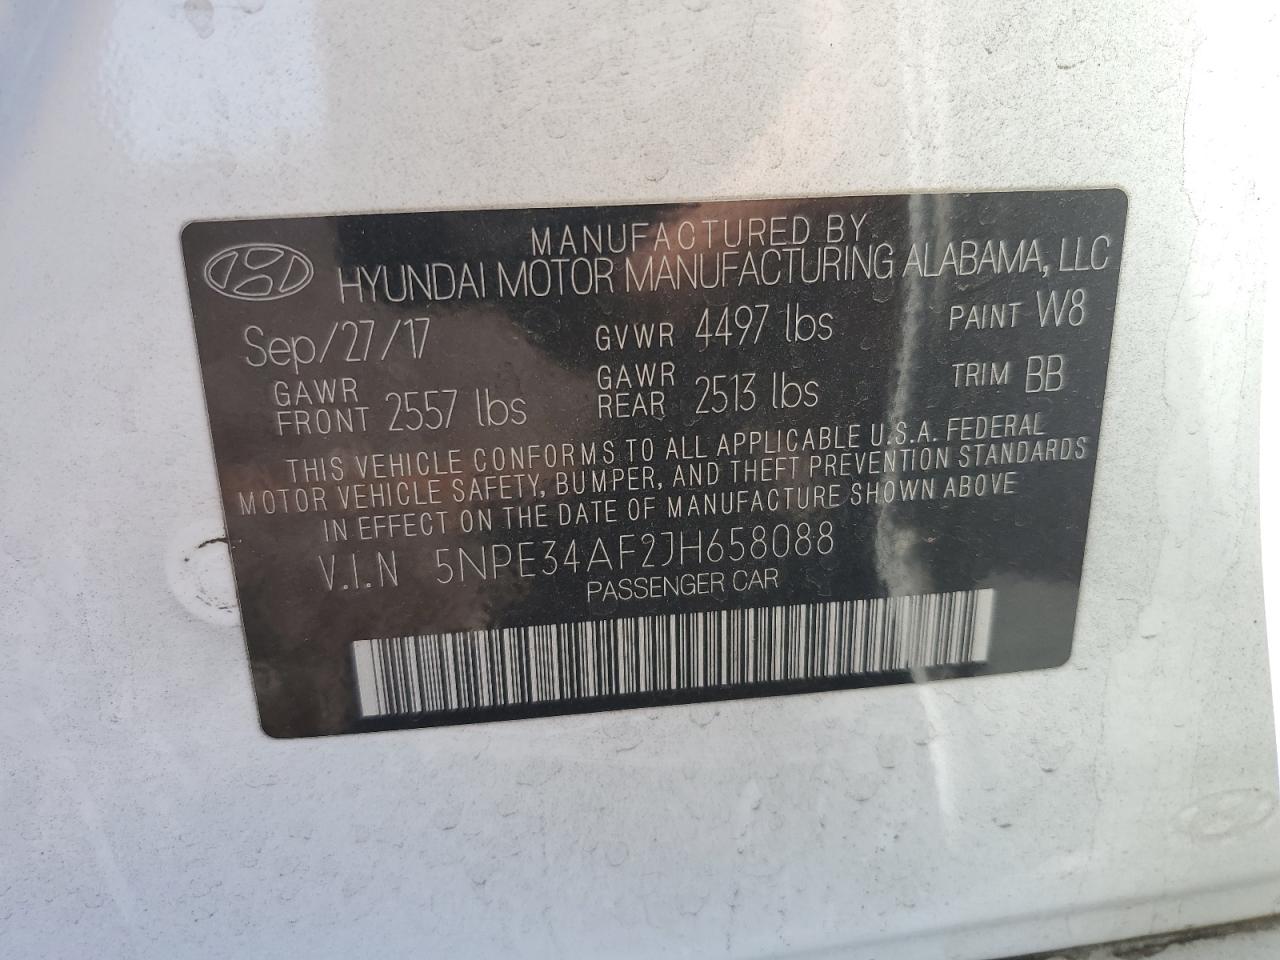 MANUFACTURED BY
HYUNDAI MOTOR MANUFACTURING ALABAMA, LLC
Sep/27/17 GVWR 4497 lbs PAINT W8
GAWR FRONT 2557 lbs GAWR REAR 2513 lbs TRIM BB
THIS VEHICLE CONFORMS TO ALL APPLICABLE U.S.A. FEDERAL
MOTOR VEHICLE SAFETY, BUMPER, AND THEFT PREVENTION STANDARDS
IN EFFECT ON THE DATE OF MANUFACTURE SHOWN ABOVE
V.I.N 5NPE34AF2JH658088
PASSENGER CAR